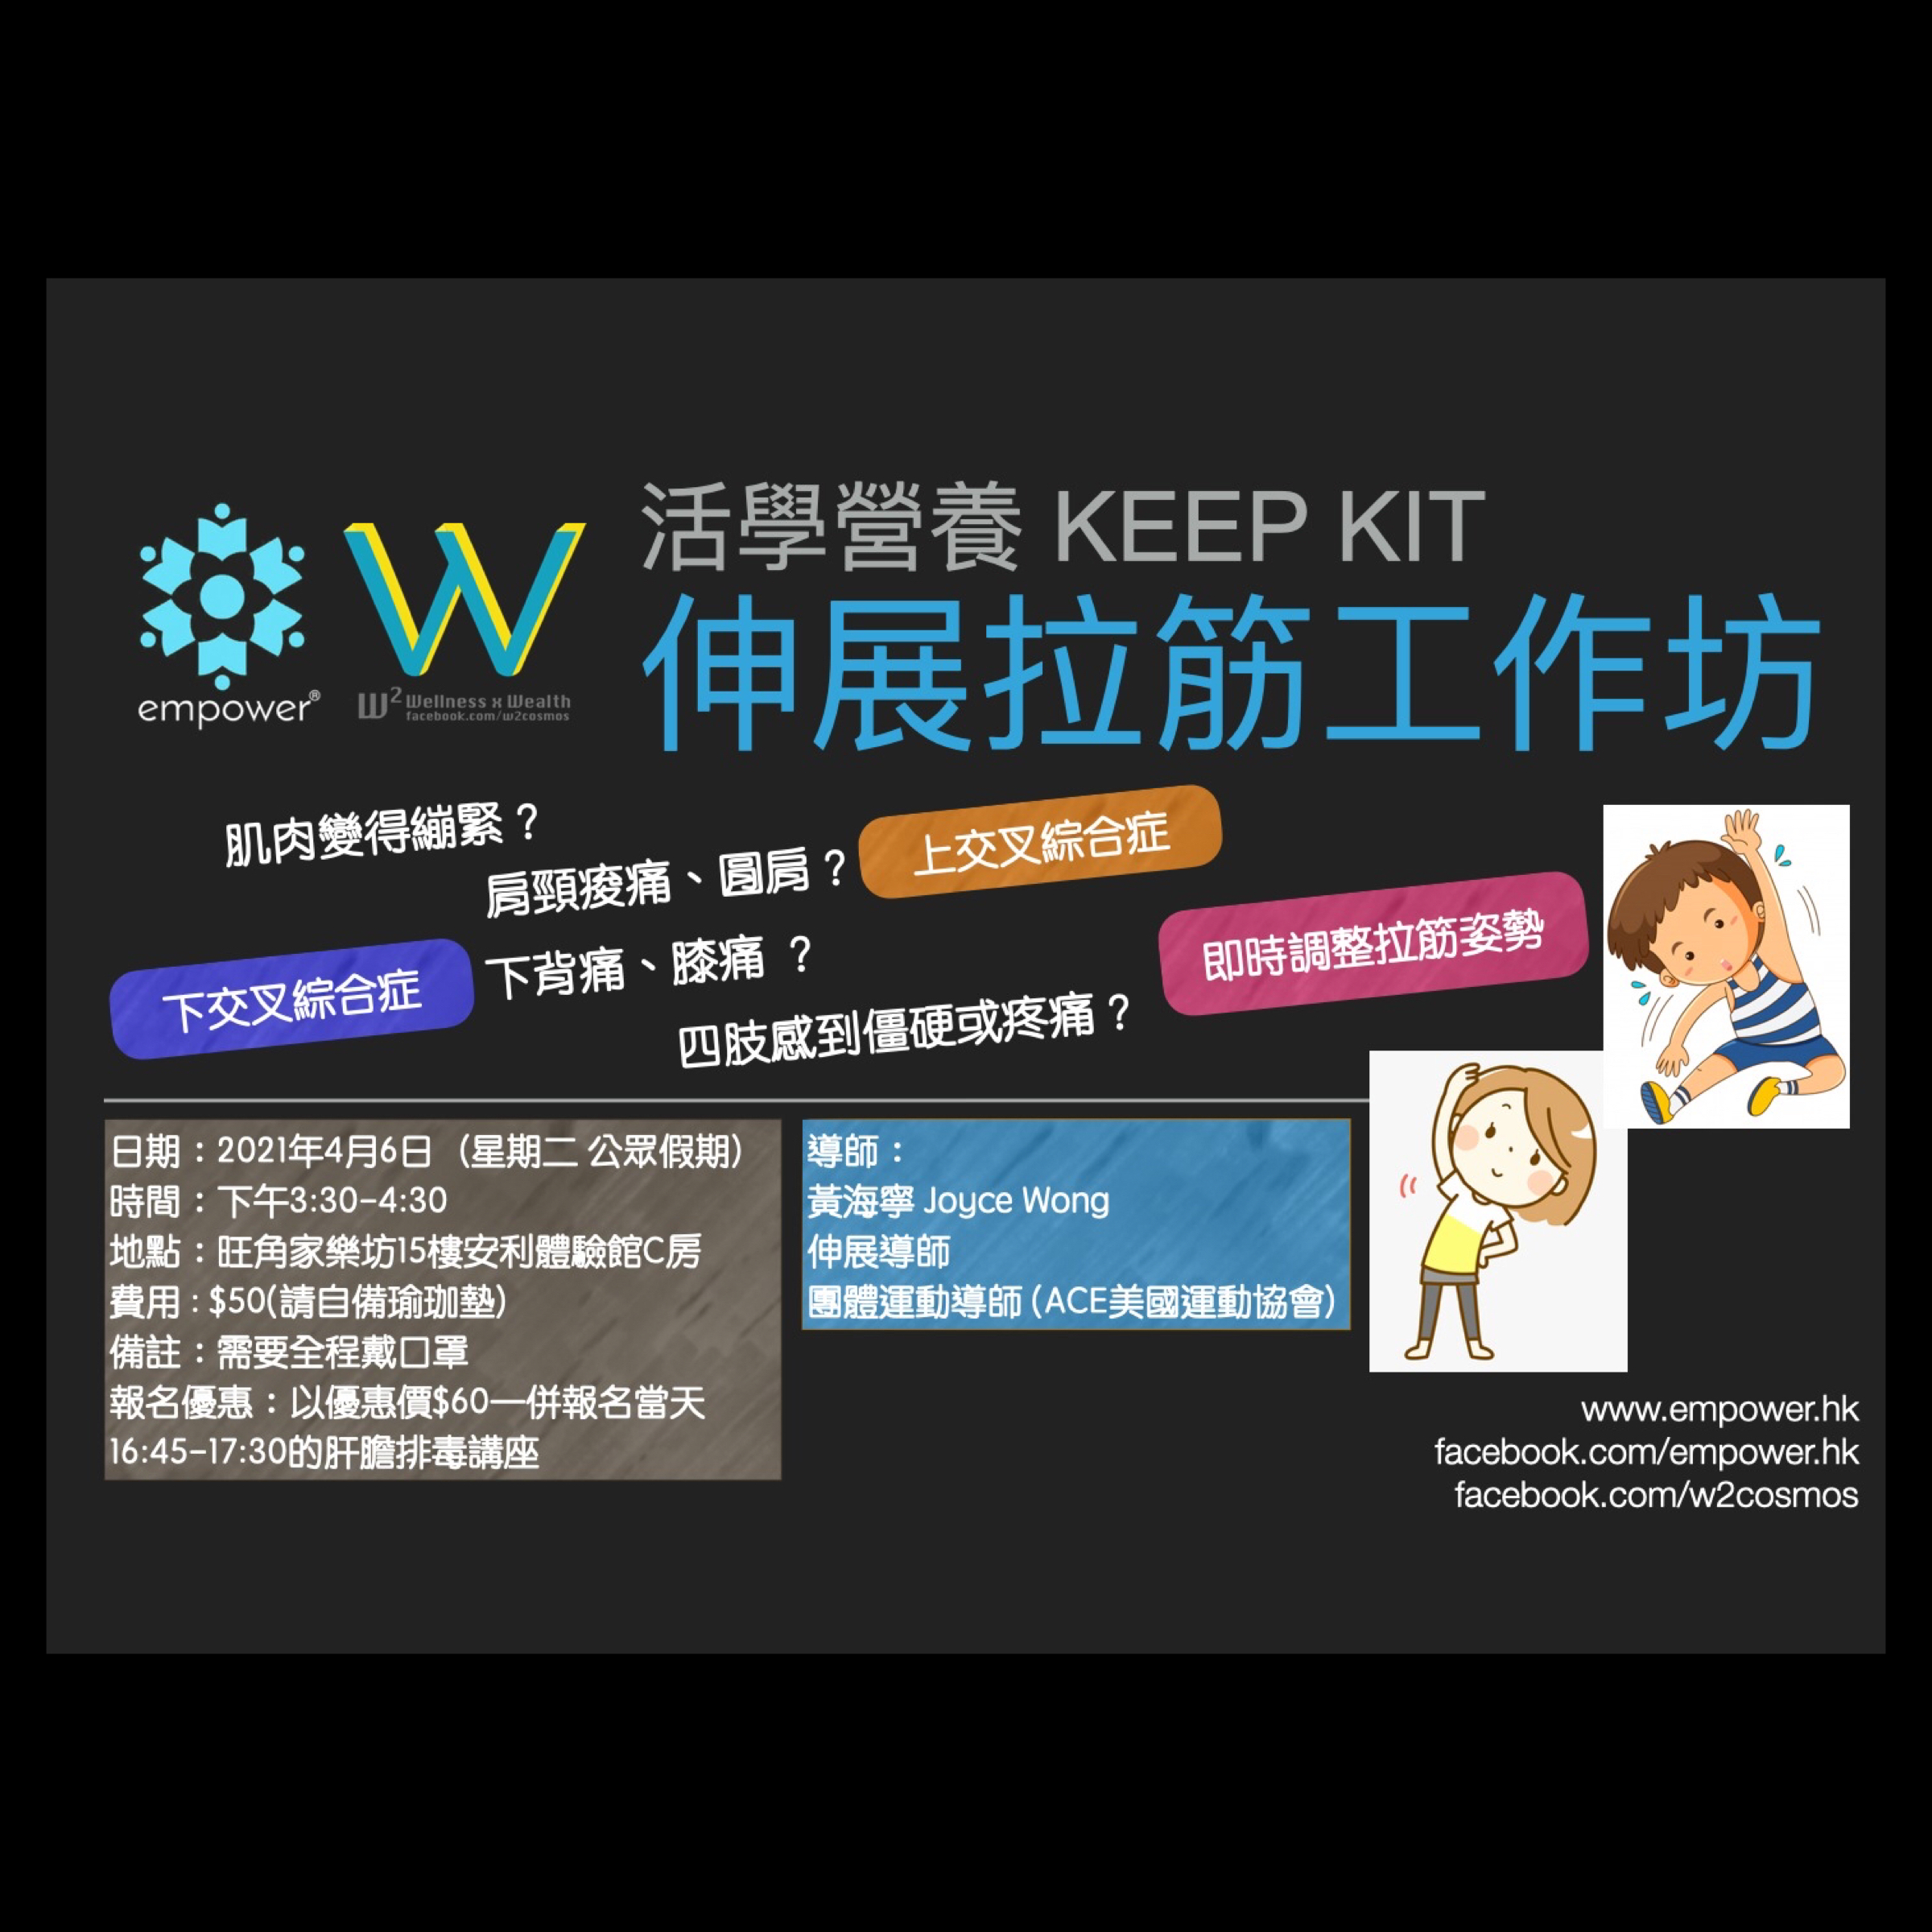 活學營養 KEEP KIT
伸展拉筋工作坊
empower®
W² Wellness x Wealth
facebook.com/w2cosmos
肌肉變得繃緊？
肩頸痠痛、圓肩？
上交叉綜合症
下交叉綜合症
下背痛、膝痛 ？
即時調整拉筋姿勢
四肢感到僵硬或疼痛？
日期：2021年4月6日 （星期二 公眾假期）
時間：下午3:30-4:30
地點：旺角家樂坊15樓安利體驗館C房
費用：$50(請自備瑜珈墊)
備註：需要全程戴口罩
報名優惠：以優惠價$60一併報名當天
16:45-17:30的肝膽排毒講座
導師：
黃海寧 Joyce Wong
伸展導師
團體運動導師 (ACE美國運動協會)
www.empower.hk
facebook.com/empower.hk
facebook.com/w2cosmos